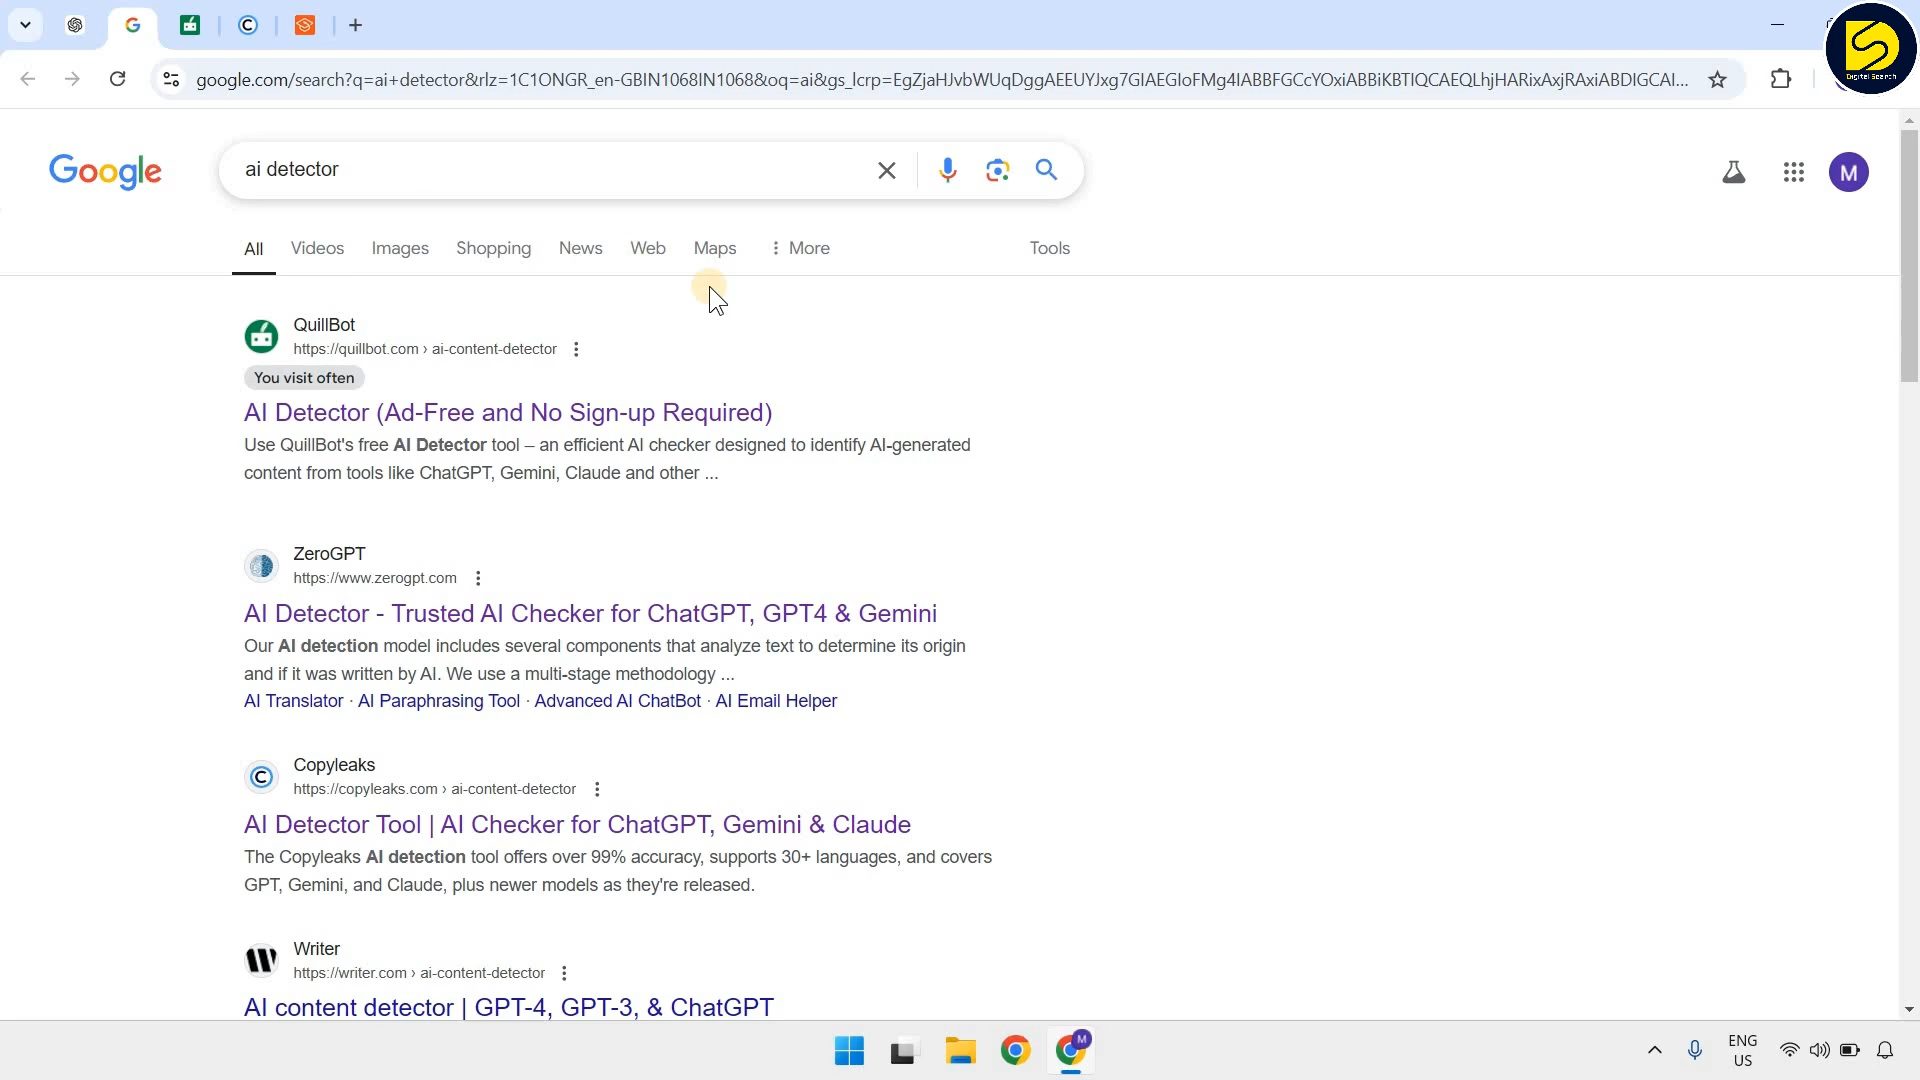 google.com/search?q=ai+detector&rlz=1C1ONGR_en-GBIN1068IN1068&oq=ai&gs_lcrp=EgZjaHJvbWUqDggAEEUYJxg7GIAEGIoFMg4IABBFGCcYOxiABBiKBTIQCAEQLhjHARixAxjRAxiABDIGCAI...
Digital Search
Google
ai detector
M
All Videos Images Shopping News Web Maps More Tools
QuillBot
https://quillbot.com › ai-content-detector
You visit often
AI Detector (Ad-Free and No Sign-up Required)
Use QuillBot's free AI Detector tool – an efficient AI checker designed to identify AI-generated
content from tools like ChatGPT, Gemini, Claude and other ...
ZeroGPT
https://www.zerogpt.com
AI Detector - Trusted AI Checker for ChatGPT, GPT4 & Gemini
Our AI detection model includes several components that analyze text to determine its origin
and if it was written by AI. We use a multi-stage methodology ...
AI Translator · AI Paraphrasing Tool · Advanced AI ChatBot · AI Email Helper
Copyleaks
https://copyleaks.com › ai-content-detector
AI Detector Tool | AI Checker for ChatGPT, Gemini & Claude
The Copyleaks AI detection tool offers over 99% accuracy, supports 30+ languages, and covers
GPT, Gemini, and Claude, plus newer models as they're released.
Writer
https://writer.com › ai-content-detector
AI content detector | GPT-4, GPT-3, & ChatGPT
M
ENG
US